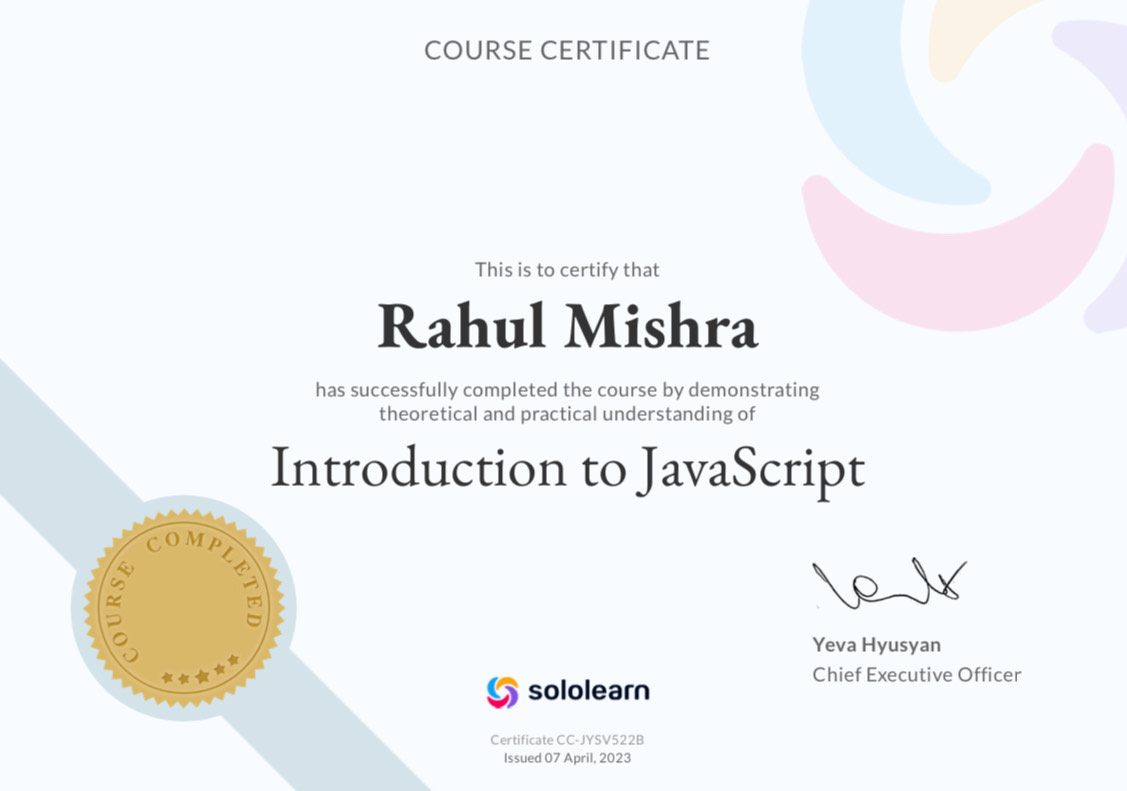 COURSE CERTIFICATE
This is to certify that
Rahul Mishra
has successfully completed the course by demonstrating
theoretical and practical understanding of
Introduction to JavaScript
COURSE COMPLETED
Yeva Hyusyan
Chief Executive Officer
sololearn
Certificate CC-JYSV522B
Issued 07 April, 2023